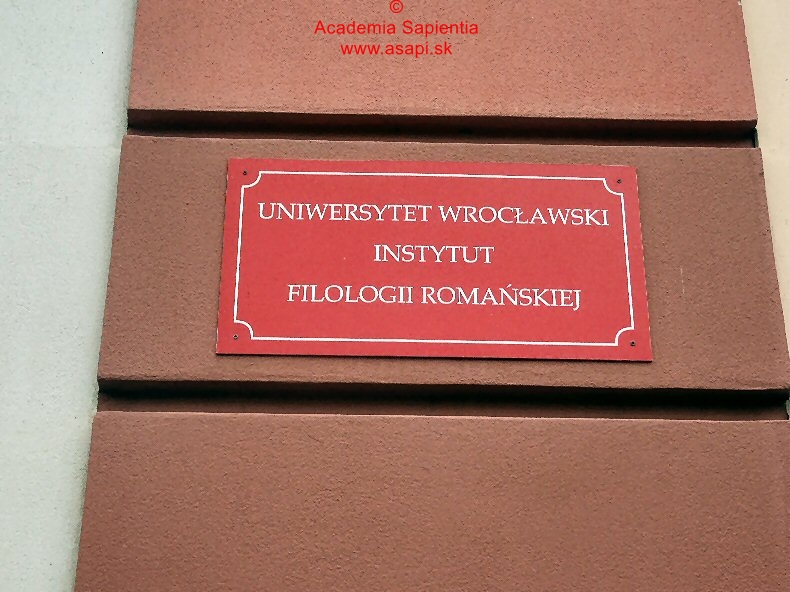 ©
Academia Sapientia
www.asapi.sk
UNIWERSYTET WROCŁAWSKI
INSTYTUT
FILOLOGII ROMAŃSKIEJ